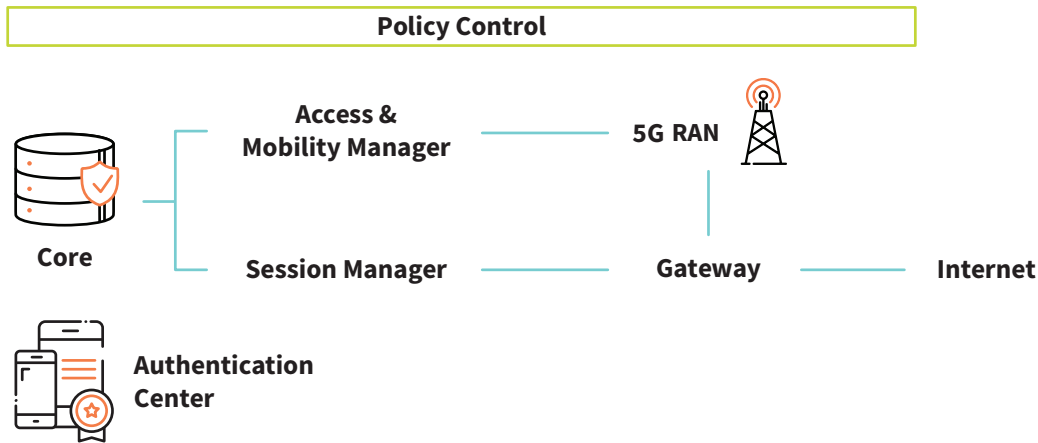 Policy Control
Access &
Mobility Manager
5G RAN
Core
Session Manager
Gateway
Internet
Authentication
Center